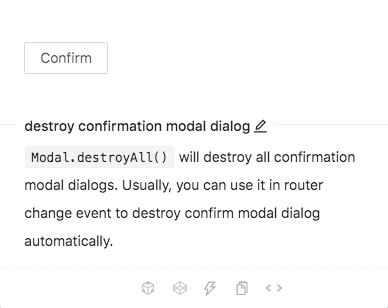 Confirm
destroy confirmation modal dialog
Modal.destroyAll() will destroy all confirmation
modal dialogs. Usually, you can use it in router
change event to destroy confirm modal dialog
automatically.